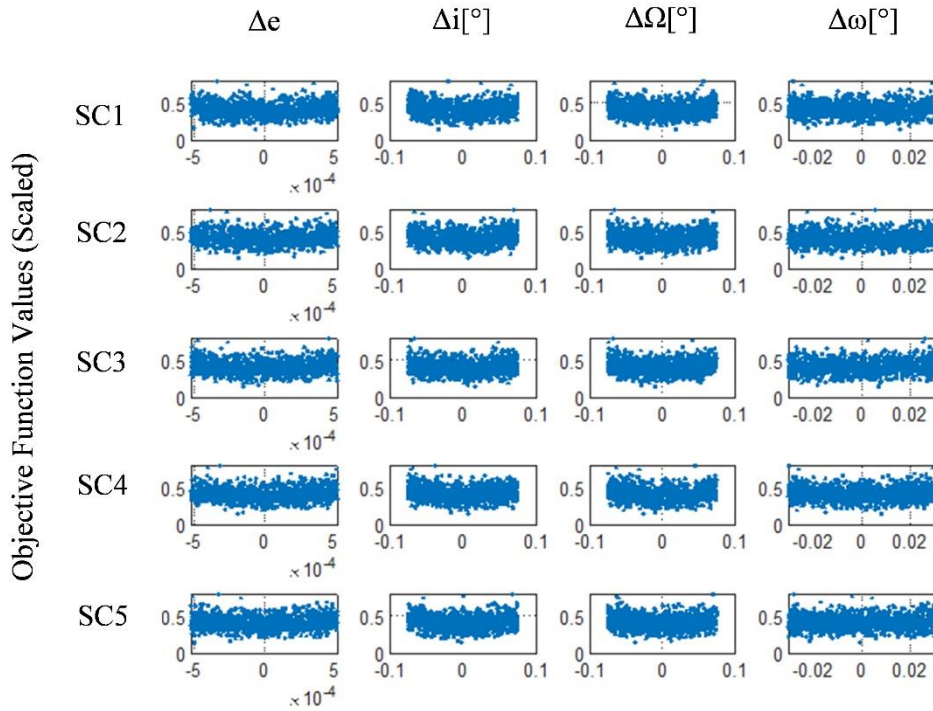 Δe Δi[°] ΔΩ[°] Δω[°]
Objective Function Values (Scaled)
SC1
0.5 0.5 0.5 0.5
0 0 0 0
-5 0 5 -0.1 0 0.1 -0.1 0 0.1 -0.02 0 0.02
× 10⁻⁴
SC2
0.5 0.5 0.5 0.5
0 0 0 0
-5 0 5 -0.1 0 0.1 -0.1 0 0.1 -0.02 0 0.02
× 10⁻⁴
SC3
0.5 0.5 0.5 0.5
0 0 0 0
-5 0 5 -0.1 0 0.1 -0.1 0 0.1 -0.02 0 0.02
× 10⁻⁴
SC4
0.5 0.5 0.5 0.5
0 0 0 0
-5 0 5 -0.1 0 0.1 -0.1 0 0.1 -0.02 0 0.02
× 10⁻⁴
SC5
0.5 0.5 0.5 0.5
0 0 0 0
-5 0 5 -0.1 0 0.1 -0.1 0 0.1 -0.02 0 0.02
× 10⁻⁴